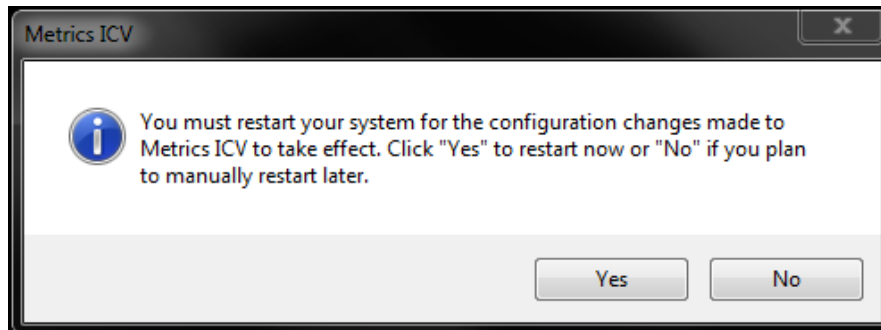 Metrics ICV
You must restart your system for the configuration changes made to
Metrics ICV to take effect. Click "Yes" to restart now or "No" if you plan
to manually restart later.
Yes
No